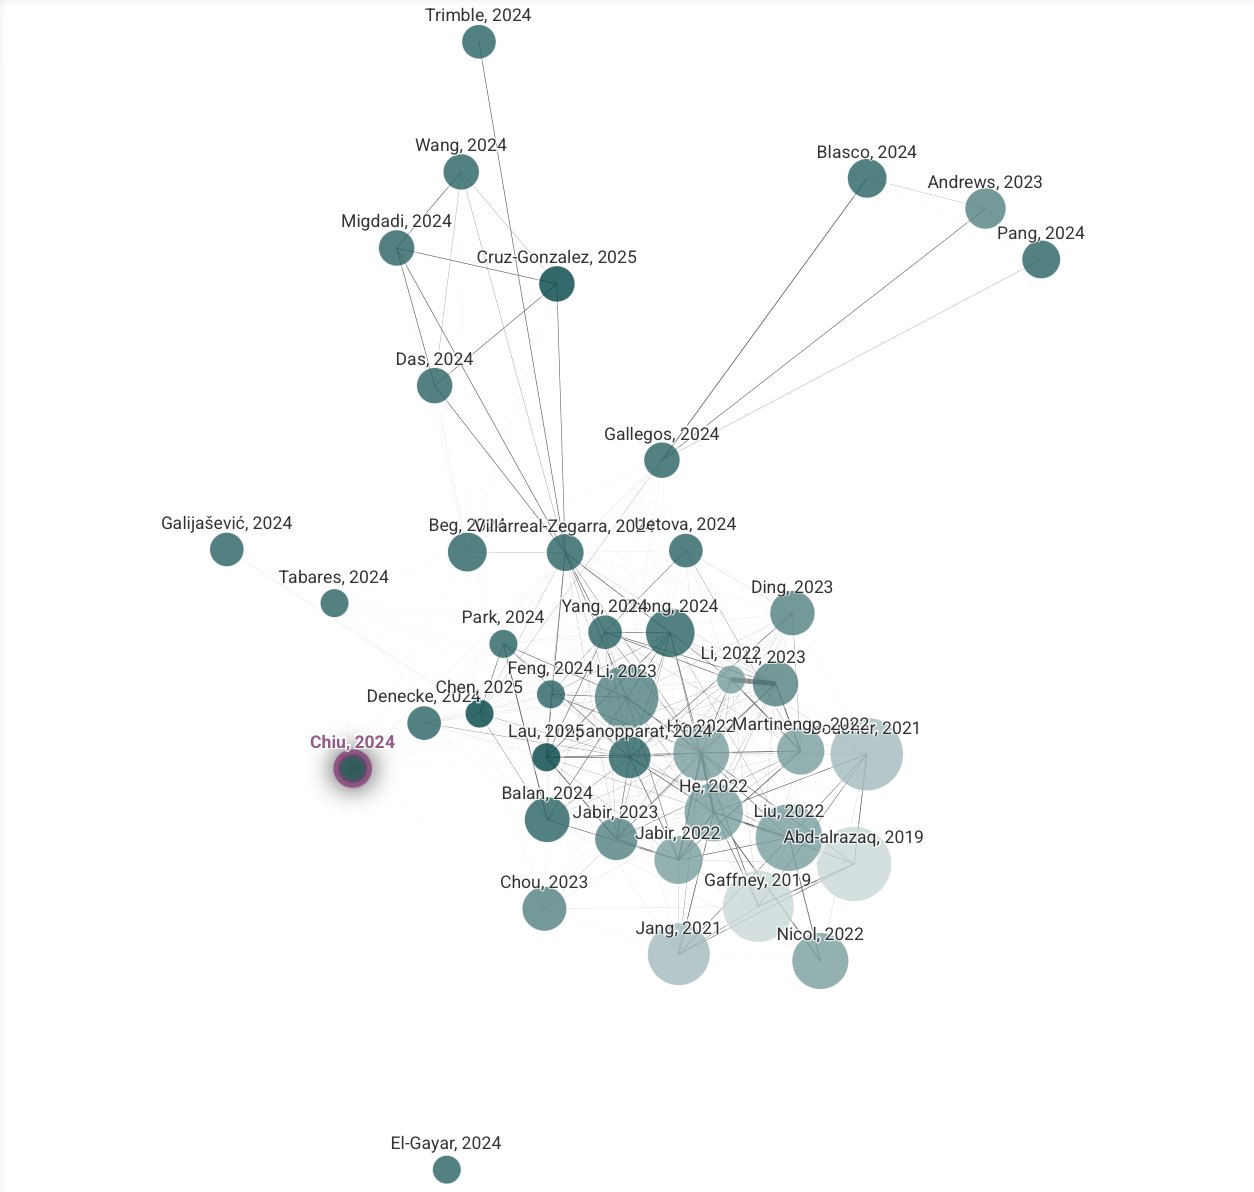 Trimble, 2024
Wang, 2024
Blasco, 2024
Andrews, 2023
Migdadi, 2024
Pang, 2024
Cruz-Gonzalez, 2025
Das, 2024
Gallegos, 2024
Galijašević, 2024
Beg,
Villarreal-Zegarra,
Uetova, 2024
Tabares, 2024
Ding, 2023
Yang, 2024
2024
Park, 2024
Li, 2022
Li, 2023
Feng, 2024
Li, 2023
Chen, 2025
Denecke, 2024
Martinengo, 2022
2021
Lau, 2025
2024
2022
Chiu, 2024
He, 2022
Balan, 2024
Jabir, 2023
Liu, 2022
Jabir, 2022
Abd-alrazaq, 2019
Chou, 2023
Gaffney, 2019
Jang, 2021
Nicol, 2022
El-Gayar, 2024